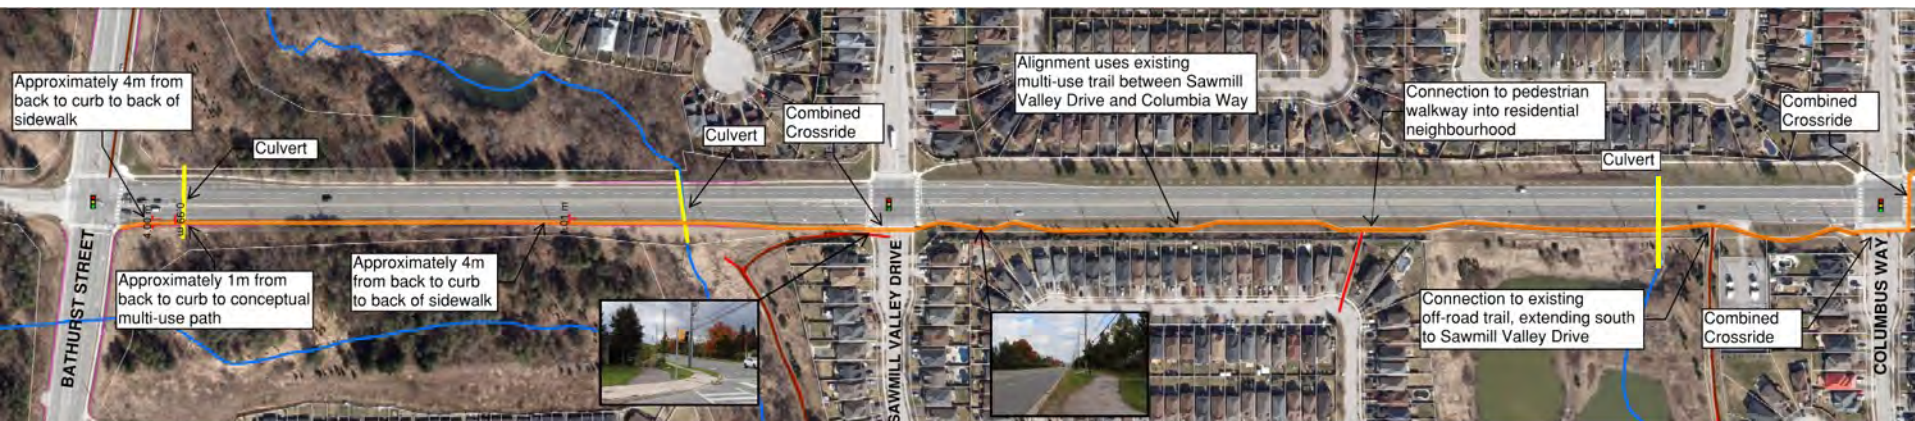 Approximately 4m from
back to curb to back of
sidewalk
Culvert
4.00 m
0.99 m
Approximately 1m from
back to curb to conceptual
multi-use path
BATHURST STREET
Approximately 4m
from back to curb
to back of sidewalk
Culvert
Combined
Crossride
SAWMILL VALLEY DRIVE
Alignment uses existing
multi-use trail between Sawmill
Valley Drive and Columbia Way
Connection to pedestrian
walkway into residential
neighbourhood
Culvert
Combined
Crossride
Connection to existing
off-road trail, extending south
to Sawmill Valley Drive
Combined
Crossride
COLUMBUS WAY